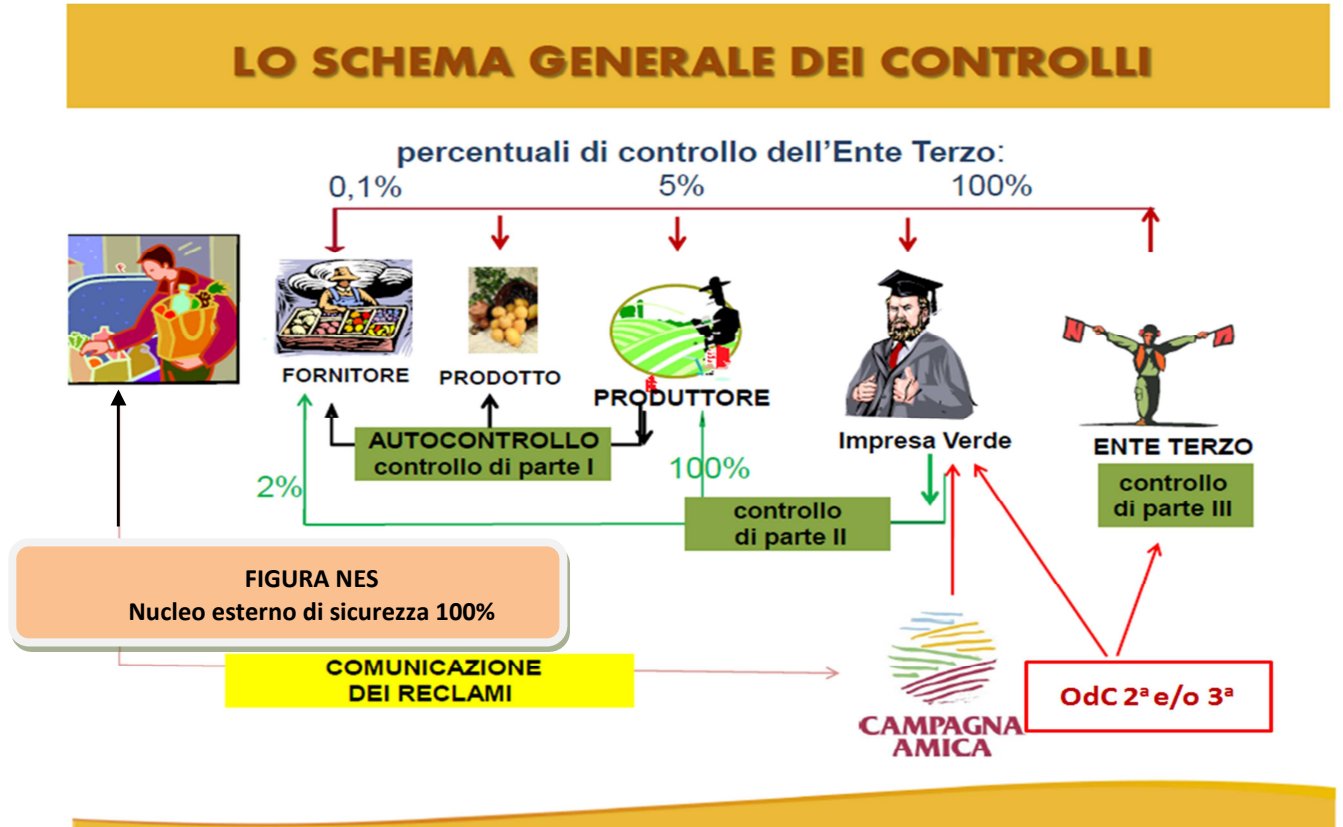 LO SCHEMA GENERALE DEI CONTROLLI
percentuali di controllo dell'Ente Terzo:
0,1% 5% 100%
FORNITORE PRODOTTO
PRODUTTORE
Impresa Verde
ENTE TERZO
AUTOCONTROLLO
controllo di parte I
2%
100%
controllo
di parte II
controllo
di parte III
FIGURA NES
Nucleo esterno di sicurezza 100%
COMUNICAZIONE
DEI RECLAMI
CAMPAGNA
AMICA
OdC 2ª e/o 3ª